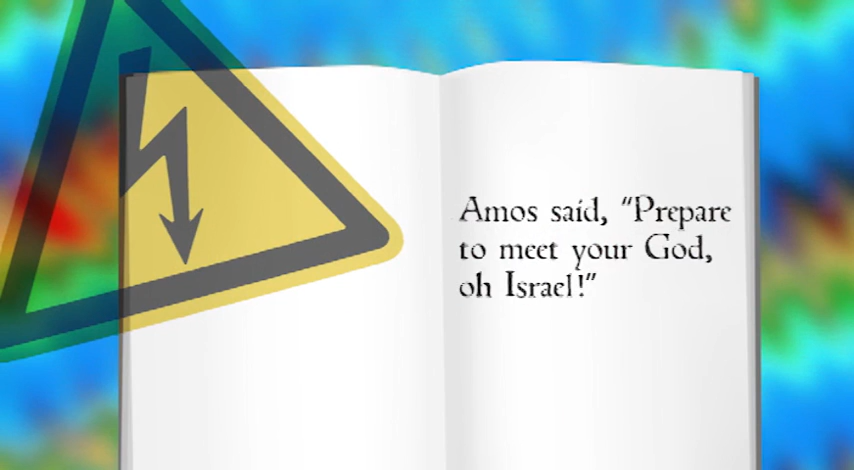 Amos said, “Prepare
to meet your God,
oh Israel!”